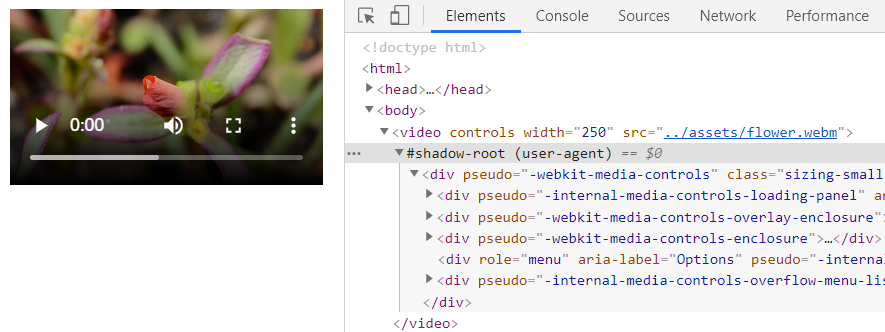 0:00
Elements Console Sources Network Performance
<!doctype html>
<html>
<head>…</head>
<body>
<video controls width="250" src="../assets/flower.webm">
… #shadow-root (user-agent) == $0
<div pseudo="-webkit-media-controls" class="sizing-small
<div pseudo="-internal-media-controls-loading-panel" ar
<div pseudo="-webkit-media-controls-overlay-enclosure">
<div pseudo="-webkit-media-controls-enclosure">…</div>
<div role="menu" aria-label="Options" pseudo="-interna
<div pseudo="-internal-media-controls-overflow-menu-lis
</div>
</video>